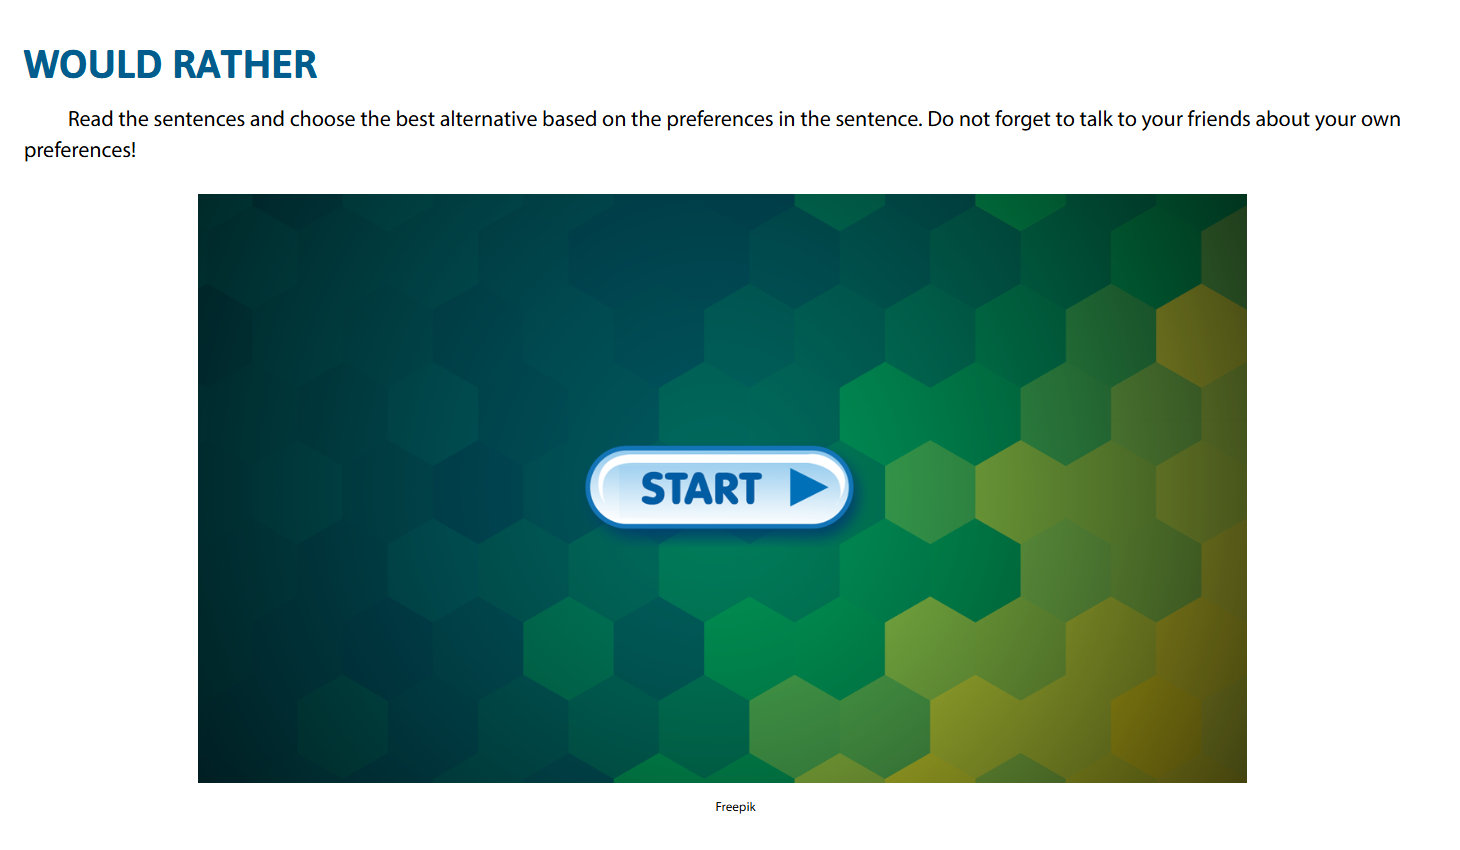 WOULD RATHER
Read the sentences and choose the best alternative based on the preferences in the sentence. Do not forget to talk to your friends about your own
preferences!
START
Freepik